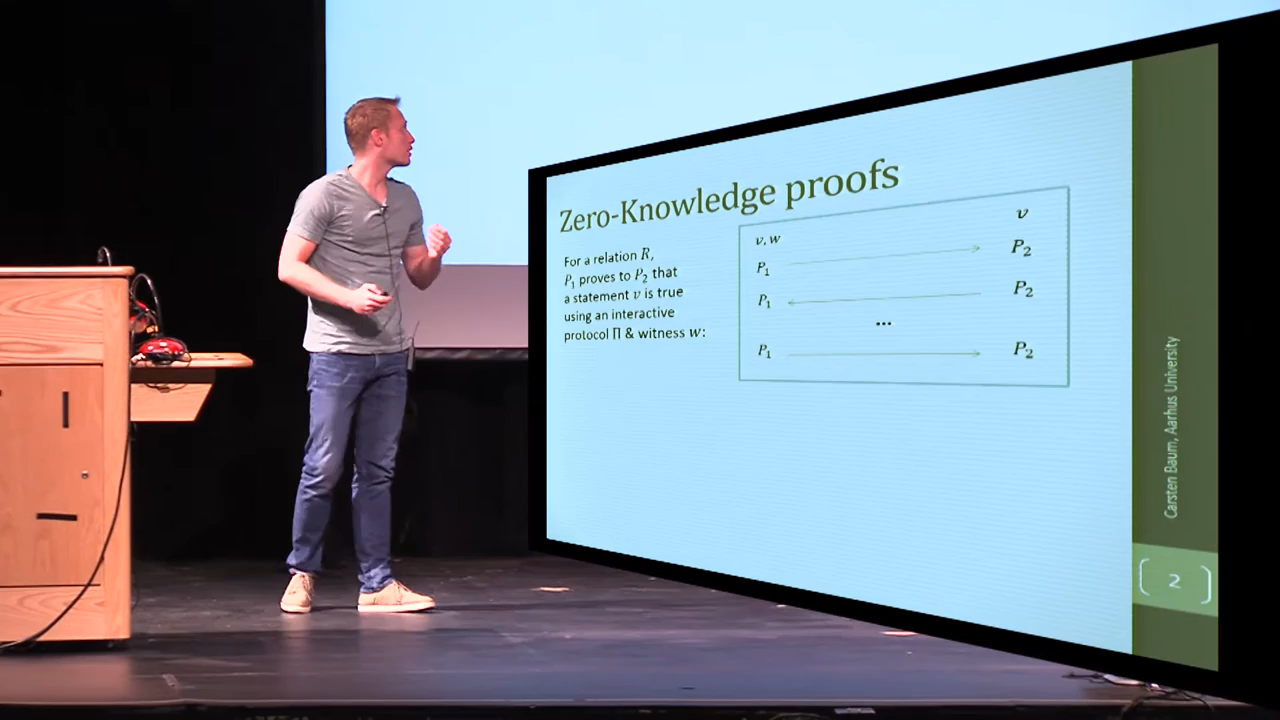 Zero-Knowledge proofs
For a relation R,
P₁ proves to P₂ that
a statement v is true
using an interactive
protocol Π & witness w:
v, w
v
P₁
P₂
P₁
P₂
...
P₁
P₂
Carsten Baum, Aarhus University
2